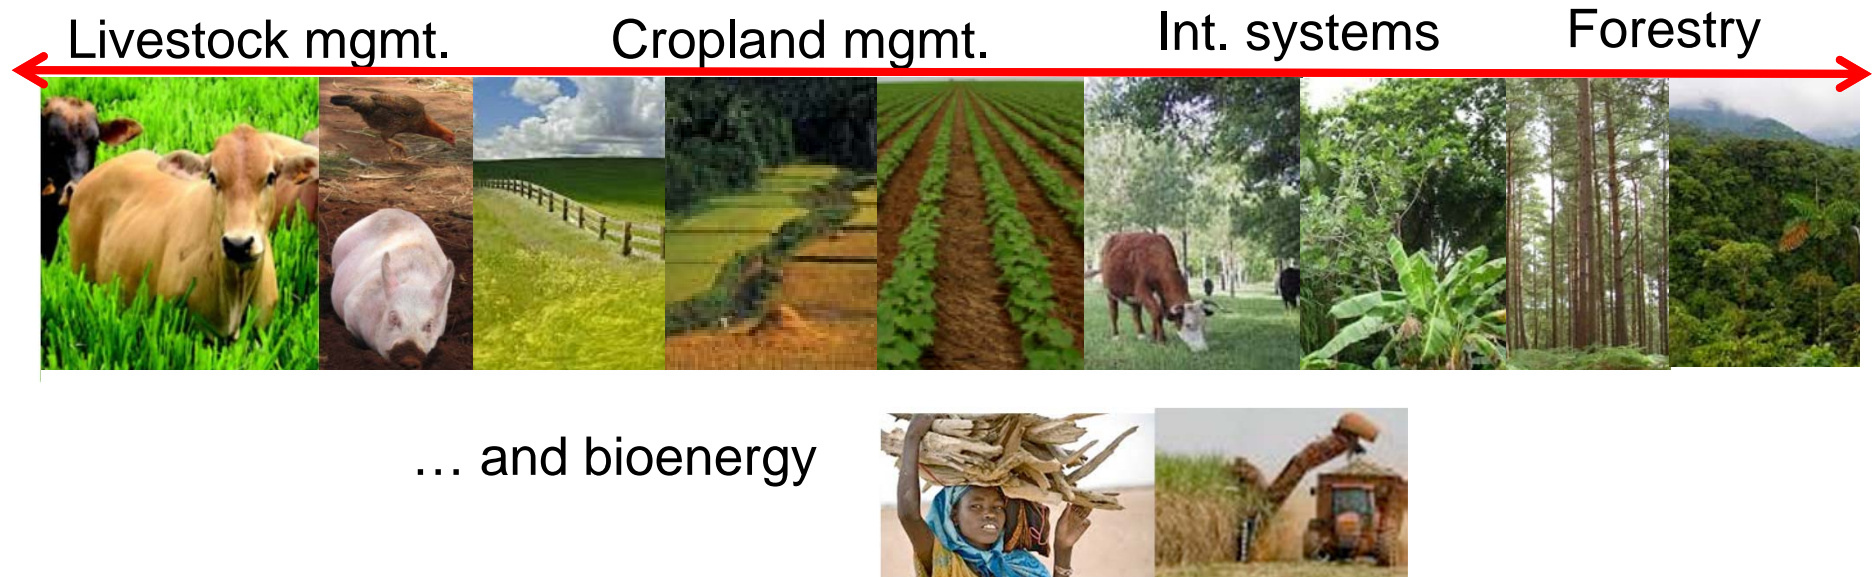 Livestock mgmt.
Cropland mgmt.
Int. systems
Forestry
… and bioenergy